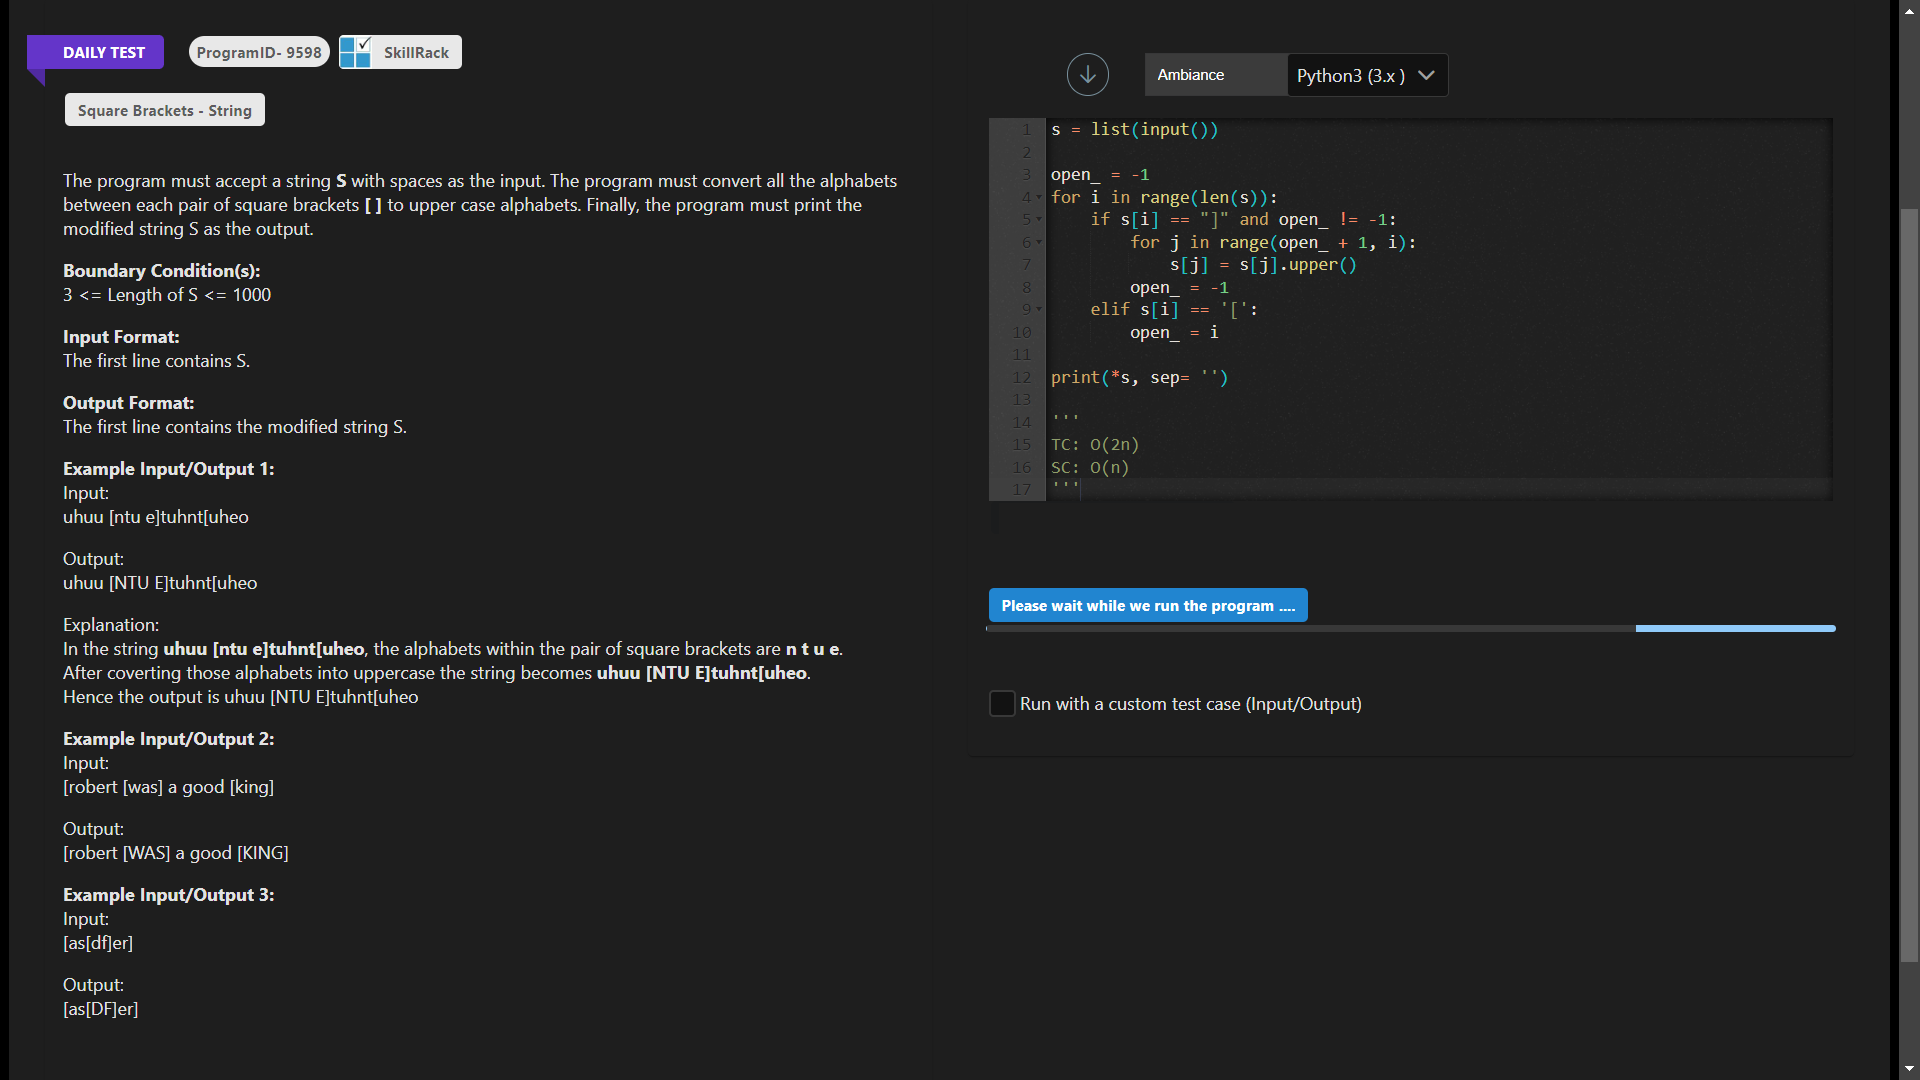 DAILY TEST
ProgramID- 9598
SkillRack
Square Brackets - String
The program must accept a string S with spaces as the input. The program must convert all the alphabets
between each pair of square brackets [ ] to upper case alphabets. Finally, the program must print the
modified string S as the output.
Boundary Condition(s):
3 <= Length of S <= 1000
Input Format:
The first line contains S.
Output Format:
The first line contains the modified string S.
Example Input/Output 1:
Input:
uhuu [ntu e]tuhnt[uheo
Output:
uhuu [NTU E]tuhnt[uheo
Explanation:
In the string uhuu [ntu e]tuhnt[uheo, the alphabets within the pair of square brackets are n t u e.
After coverting those alphabets into uppercase the string becomes uhuu [NTU E]tuhnt[uheo.
Hence the output is uhuu [NTU E]tuhnt[uheo
Example Input/Output 2:
Input:
[robert [was] a good [king]
Output:
[robert [WAS] a good [KING]
Example Input/Output 3:
Input:
[as[df]er]
Output:
[as[DF]er]
Ambiance
Python3 (3.x )
1 s = list(input())
2
3 open_ = -1
4 for i in range(len(s)):
5     if s[i] == "]" and open_ != -1:
6         for j in range(open_ + 1, i):
7             s[j] = s[j].upper()
8         open_ = -1
9     elif s[i] == '[':
10         open_ = i
11
12 print(*s, sep= '')
13
14 '''
15 TC: O(2n)
16 SC: O(n)
17 '''
Please wait while we run the program ....
Run with a custom test case (Input/Output)